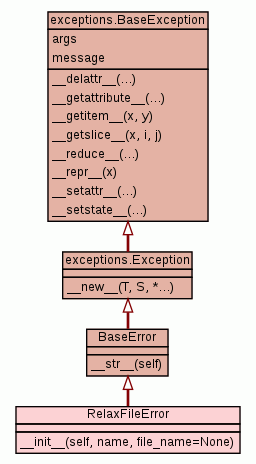 exceptions.BaseException
args
message
__delattr__(...)
__getattribute__(...)
__getitem__(x, y)
__getslice__(x, i, j)
__reduce__(...)
__repr__(x)
__setattr__(...)
__setstate__(...)
exceptions.Exception
__new__(T, S, *...)
BaseError
__str__(self)
RelaxFileError
__init__(self, name, file_name=None)